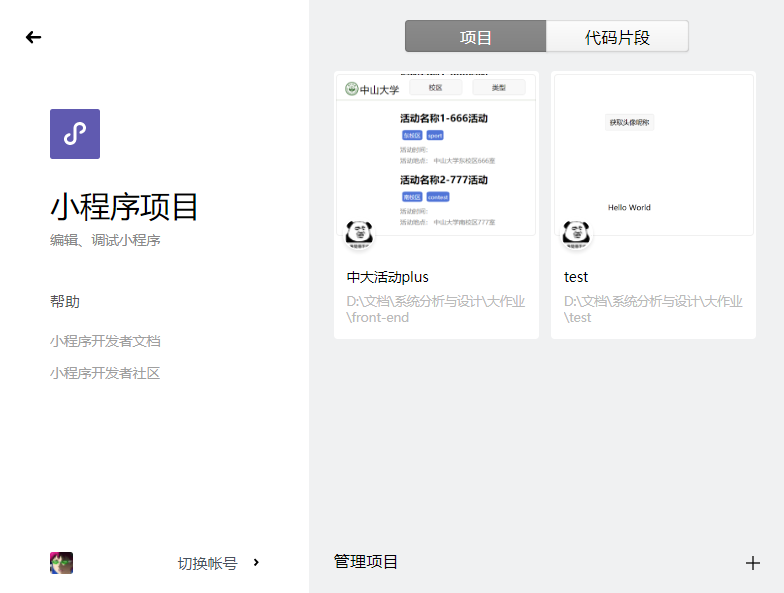 项目
代码片段
小程序项目
编辑、调试小程序
帮助
小程序开发者文档
小程序开发者社区
切换帐号
中山大学
校区
类型
活动名称1-666活动
东校区 sport
活动时间:
活动地点: 中山大学东校区666室
活动名称2-777活动
南校区 contest
活动时间:
活动地点: 中山大学南校区777室
中大活动plus
D:\文档\系统分析与设计\大作业
\front-end
获取头像昵称
Hello World
test
D:\文档\系统分析与设计\大作业
\test
管理项目